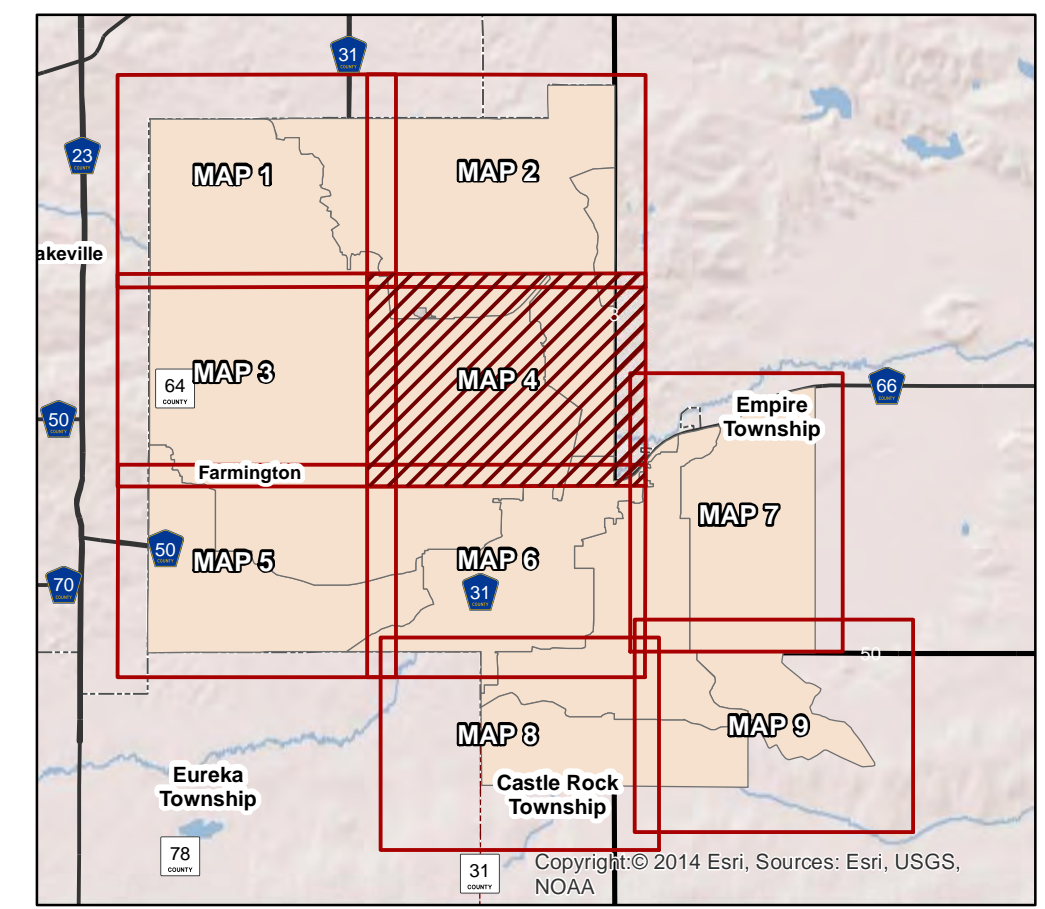 31
COUNTY
23
COUNTY
MAP 1
MAP 2
akeville
3
MAP 3
MAP 4
64
COUNTY
50
COUNTY
66
COUNTY
Empire
Township
Farmington
MAP 7
50
COUNTY
MAP 5
MAP 6
70
COUNTY
31
COUNTY
50
MAP 8
MAP 9
Eureka
Township
Castle Rock
Township
78
COUNTY
31
COUNTY
Copyright:© 2014 Esri, Sources: Esri, USGS,
NOAA